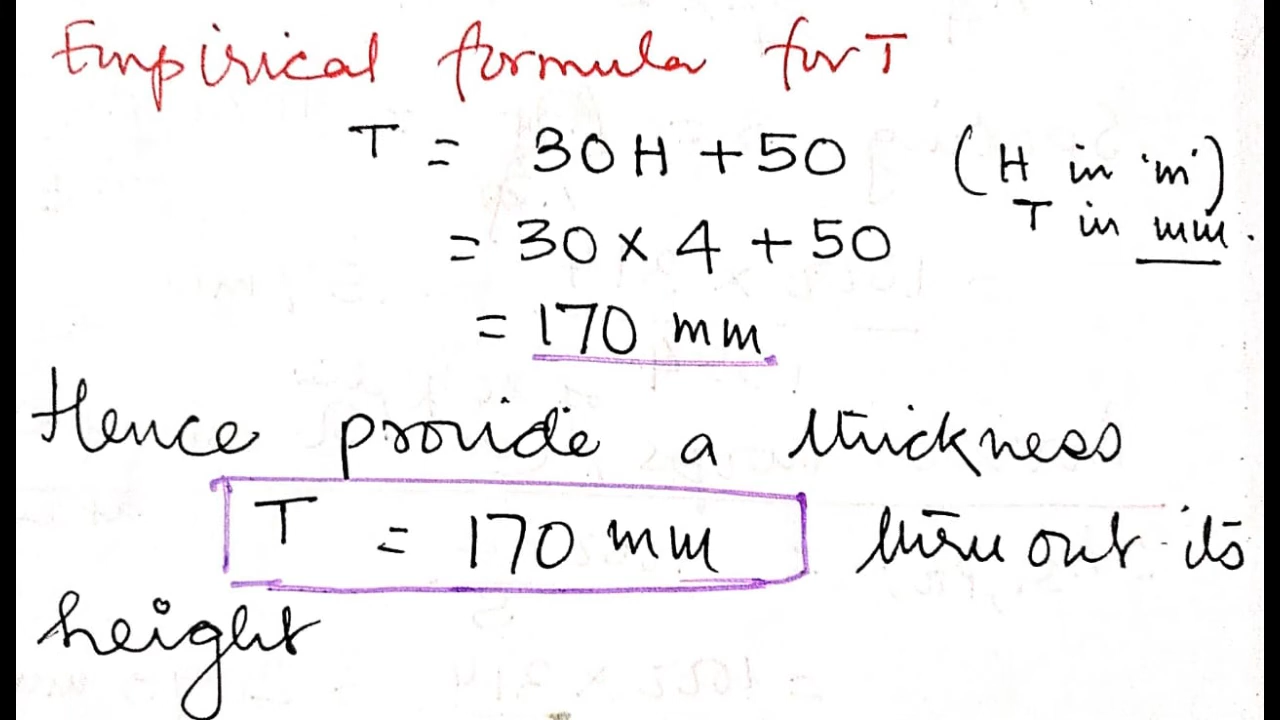 Empirical formula for T
T = 30H + 50 (H in 'm')
T in mm.
= 30 × 4 + 50
= 170 mm
Hence provide a thickness
T = 170 mm out its
height